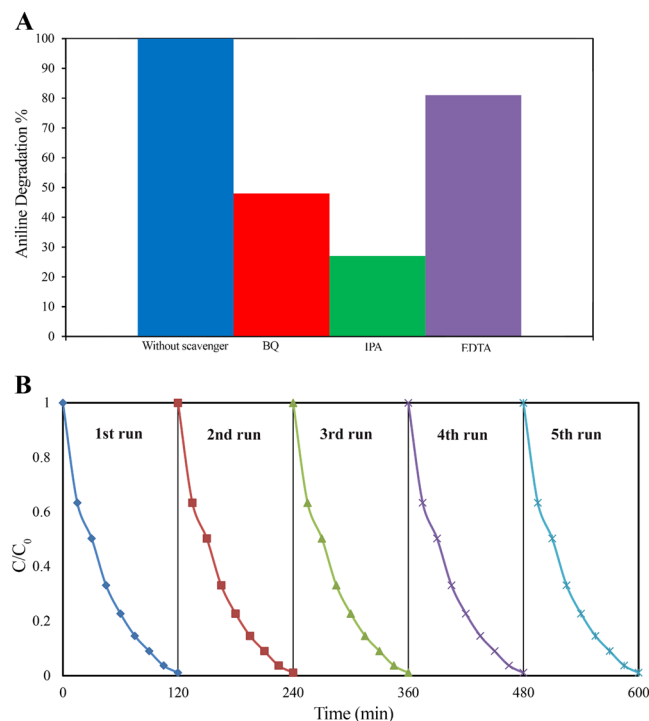 A
Aniline Degradation %
100
90
80
70
60
50
40
30
20
10
0
Without scavenger BQ IPA EDTA
B
C/C0
1
0.8
0.6
0.4
0.2
0
1st run 2nd run 3rd run 4th run 5th run
0 120 240 360 480 600
Time (min)